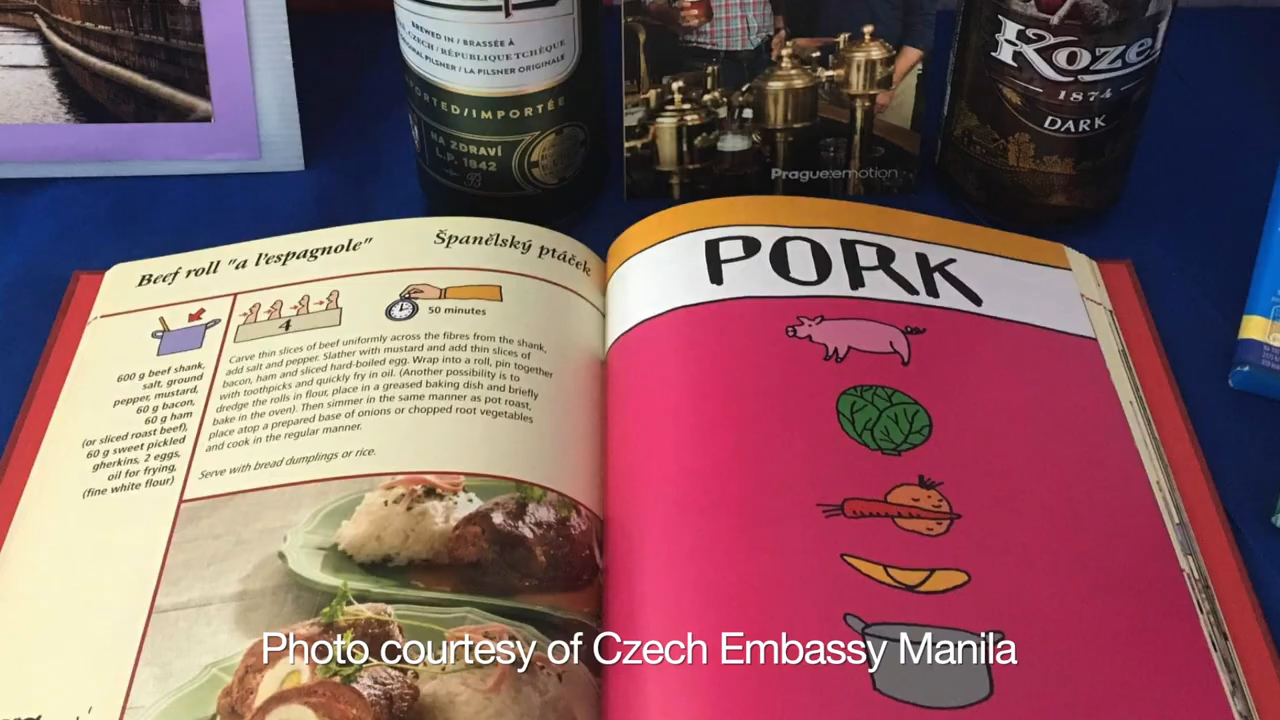 BREWED IN / BRASSÉE À
CZECH / RÉPUBLIQUE TCHÈQUE
PILSNER / LA PILSNER ORIGINALE
IMPORTED/IMPORTÉE
NA ZDRAVÍ
L.P. 1842
Prague:emotion
Kozel
1874
DARK
Beef roll "a l'espagnole"
Španělský ptáček
4
50 minutes
600 g beef shank,
salt, ground
pepper, mustard,
60 g bacon,
60 g ham
(or sliced roast beef),
60 g sweet pickled
gherkins, 2 eggs,
oil for frying,
(fine white flour)
Carve thin slices of beef uniformly across the fibres from the shank,
add salt and pepper. Slather with mustard and add thin slices of
bacon, ham and sliced hard-boiled egg. Wrap into a roll, pin together
with toothpicks and quickly fry in oil. (Another possibility is to
dredge the rolls in flour, place in a greased baking dish and briefly
bake in the oven). Then simmer in the same manner as pot roast,
place atop a prepared base of onions or chopped root vegetables
and cook in the regular manner.
Serve with bread dumplings or rice.
PORK
Photo courtesy of Czech Embassy Manila